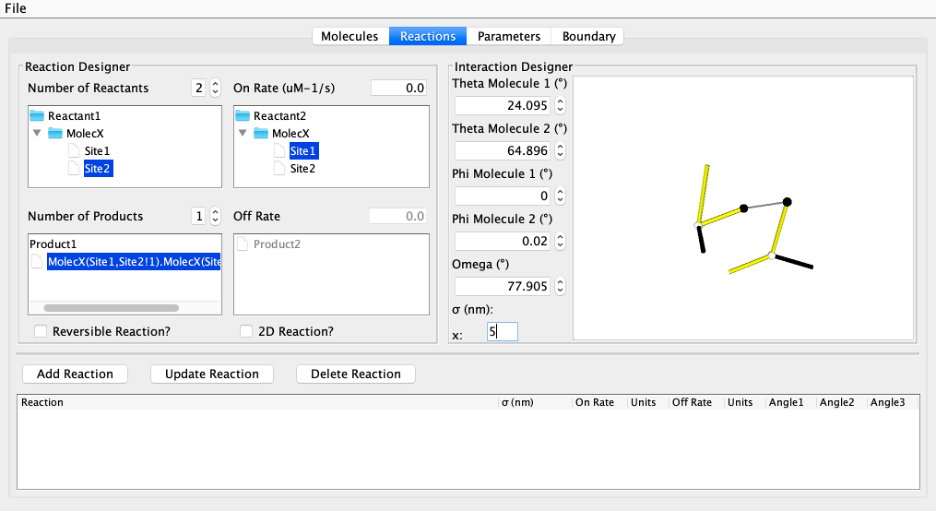 File
Molecules Reactions Parameters Boundary
Reaction Designer
Number of Reactants 2 On Rate (uM-1/s) 0.0
Reactant1
MolecX
Site1
Site2
Reactant2
MolecX
Site1
Site2
Number of Products 1 Off Rate 0.0
Product1
MolecX(Site1,Site2!1).MolecX(Site
Product2
Reversible Reaction? 2D Reaction?
Interaction Designer
Theta Molecule 1 (°)
24.095
Theta Molecule 2 (°)
64.896
Phi Molecule 1 (°)
0
Phi Molecule 2 (°)
0.02
Omega (°)
77.905
σ (nm):
x: 5
Add Reaction Update Reaction Delete Reaction
Reaction σ (nm) On Rate Units Off Rate Units Angle1 Angle2 Angle3